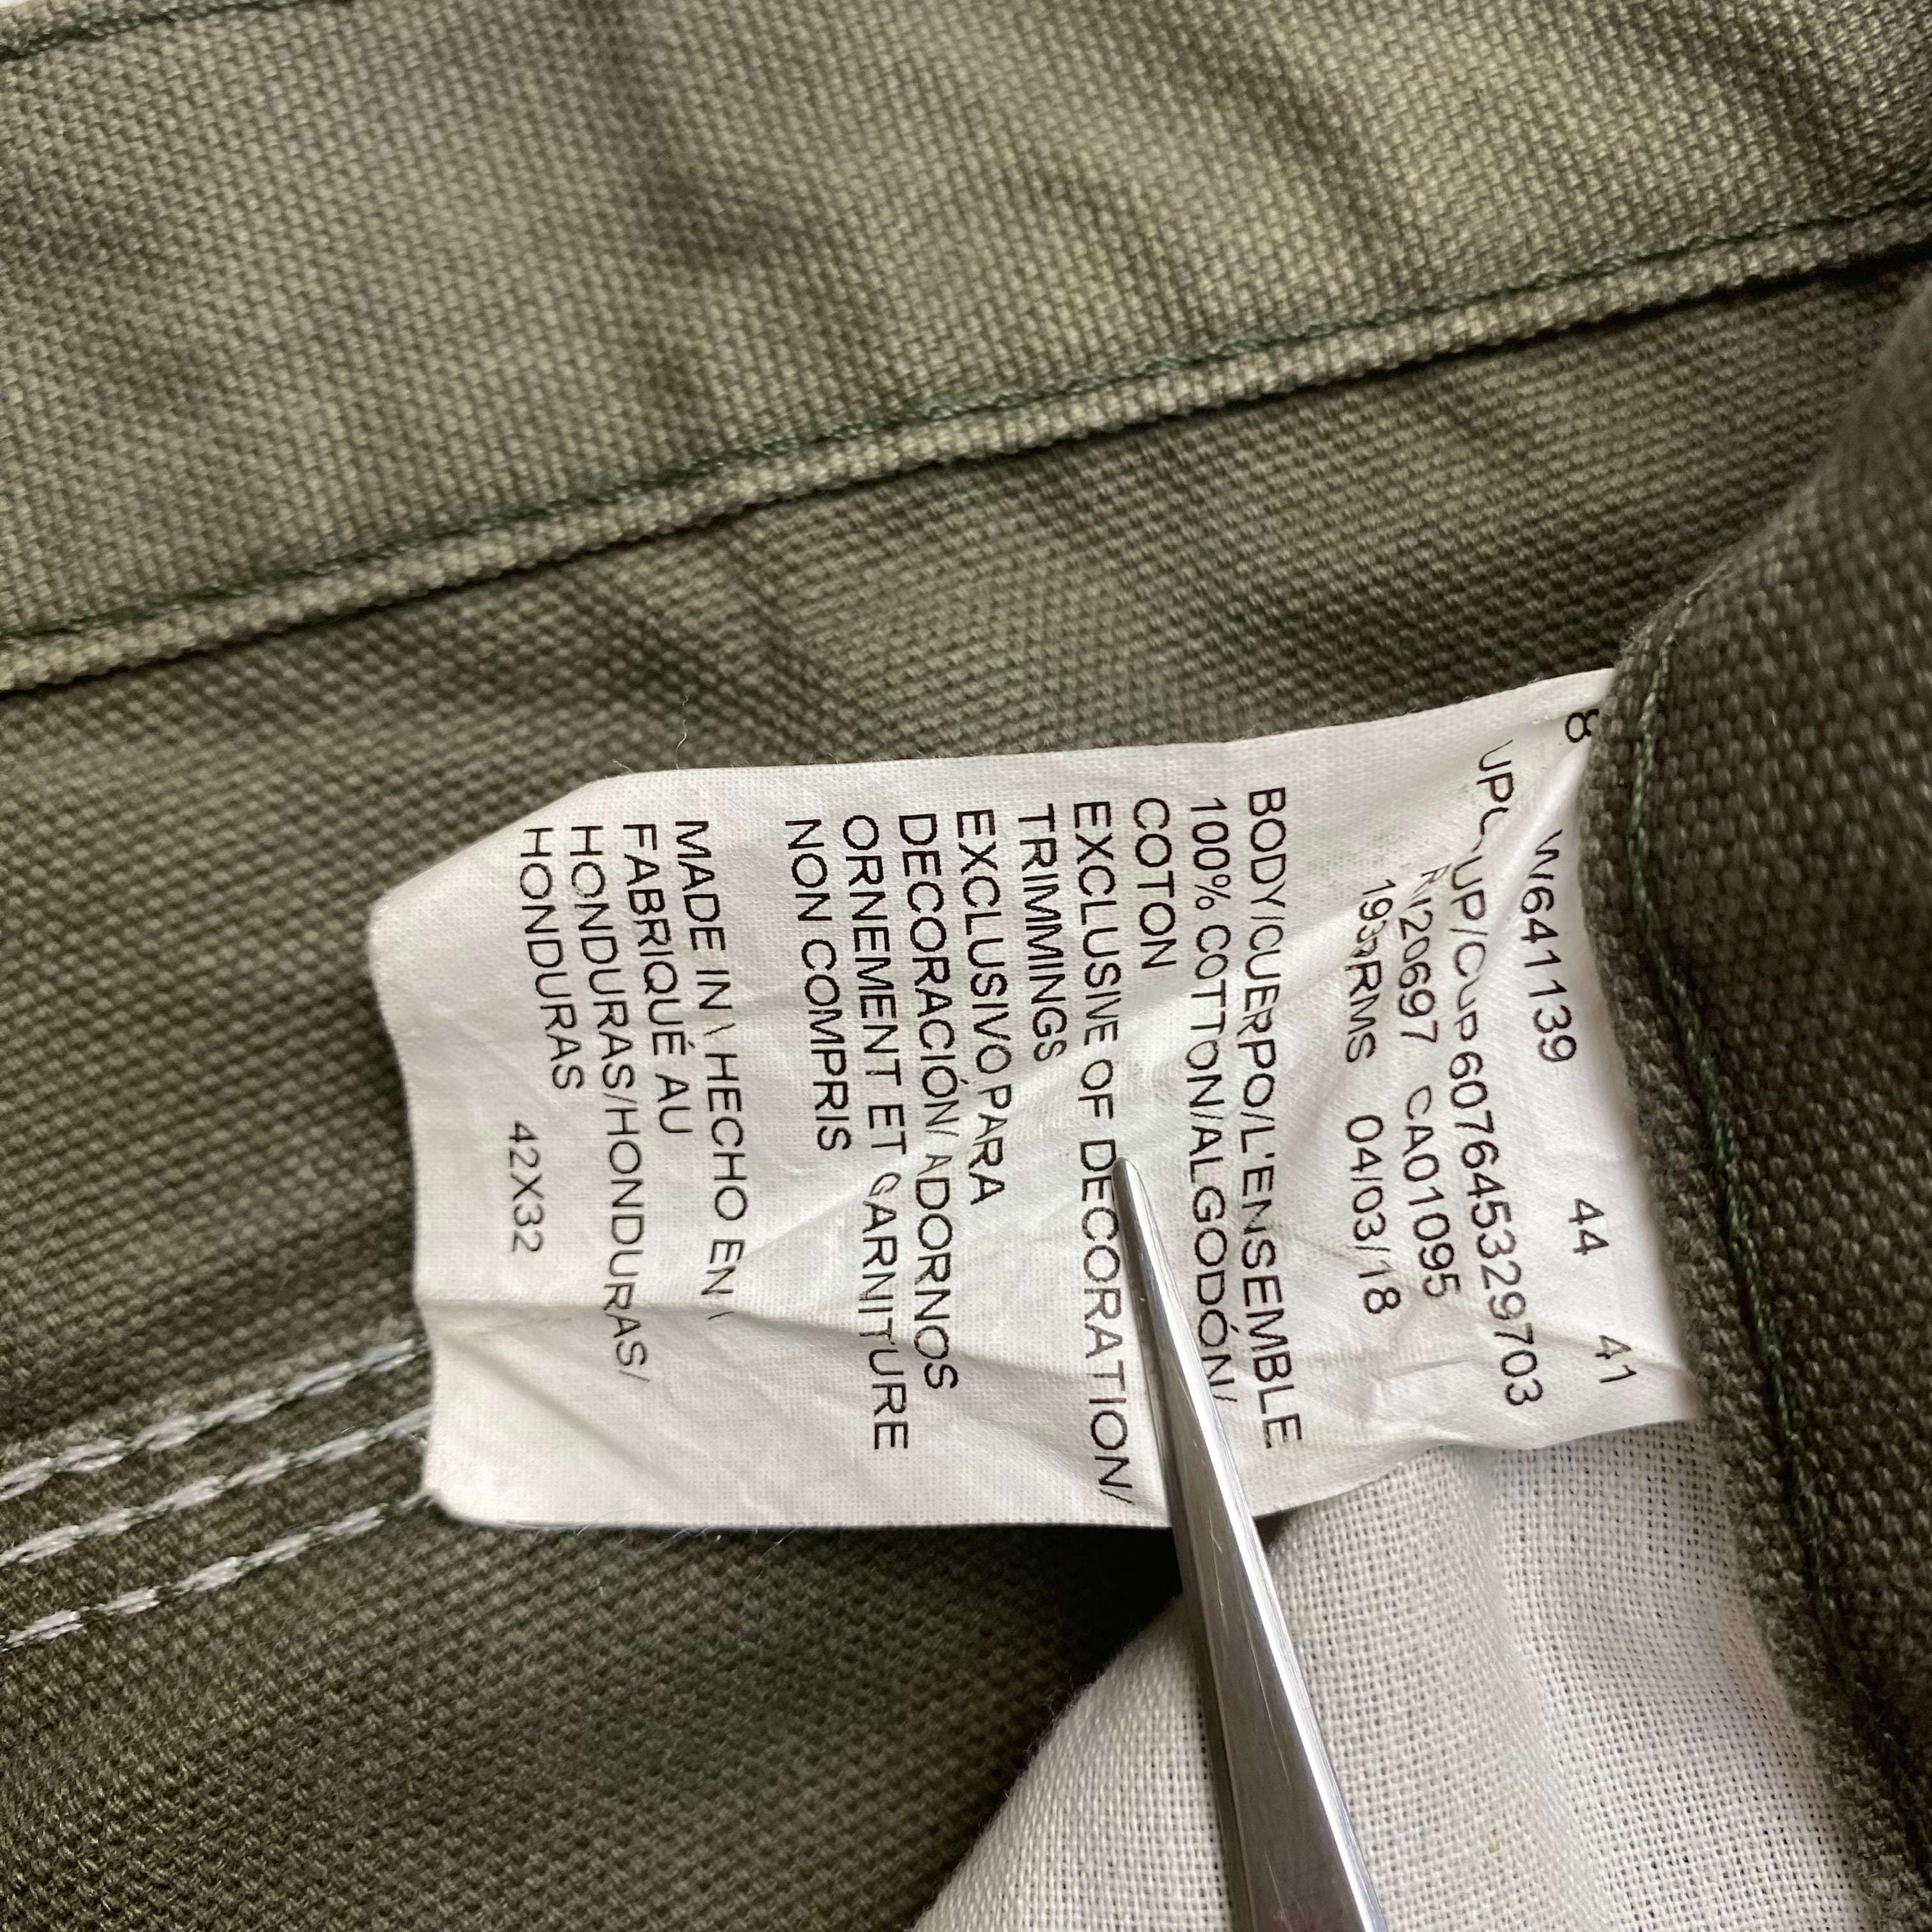 8 W641139 44 41
UP/CUP 607645329703
RN20697 CA01095
RMS 04/03/18
BODY/CUERPO/L'ENSEMBLE
100% COTTON/ALGODÓN/
COTON
EXCLUSIVE OF DECORATION/
TRIMMINGS
EXCLUSIVO PARA
DECORACIÓN/ ADORNOS
ORNEMENT ET GARNITURE
NON COMPRIS
MADE IN \ HECHO EN \
FABRIQUÉ AU
HONDURAS/HONDURAS/
HONDURAS
42X32